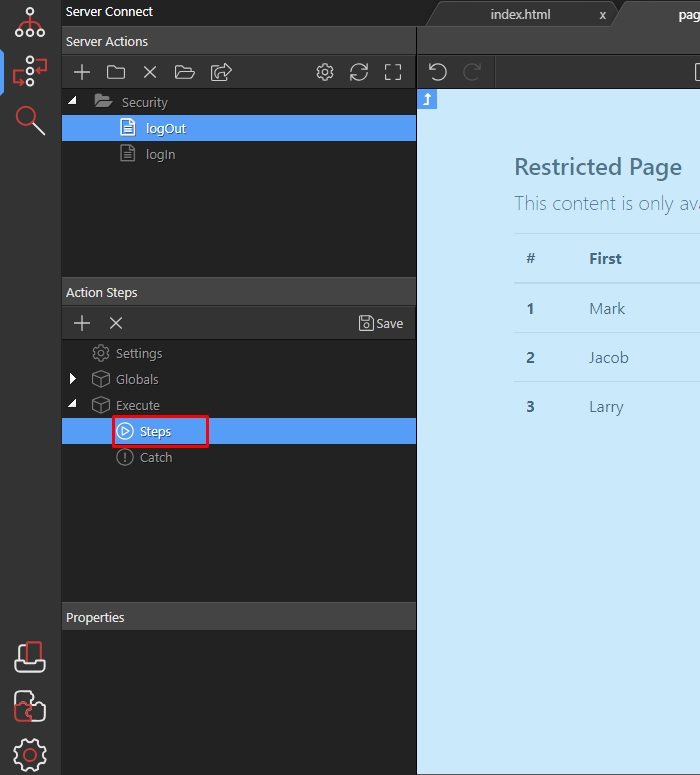 Server Connect
index.html x
pag
Server Actions
Security
logOut
logIn
Restricted Page
This content is only ava
# First
1 Mark
2 Jacob
3 Larry
Action Steps
Save
Settings
Globals
Execute
Steps
Catch
Properties